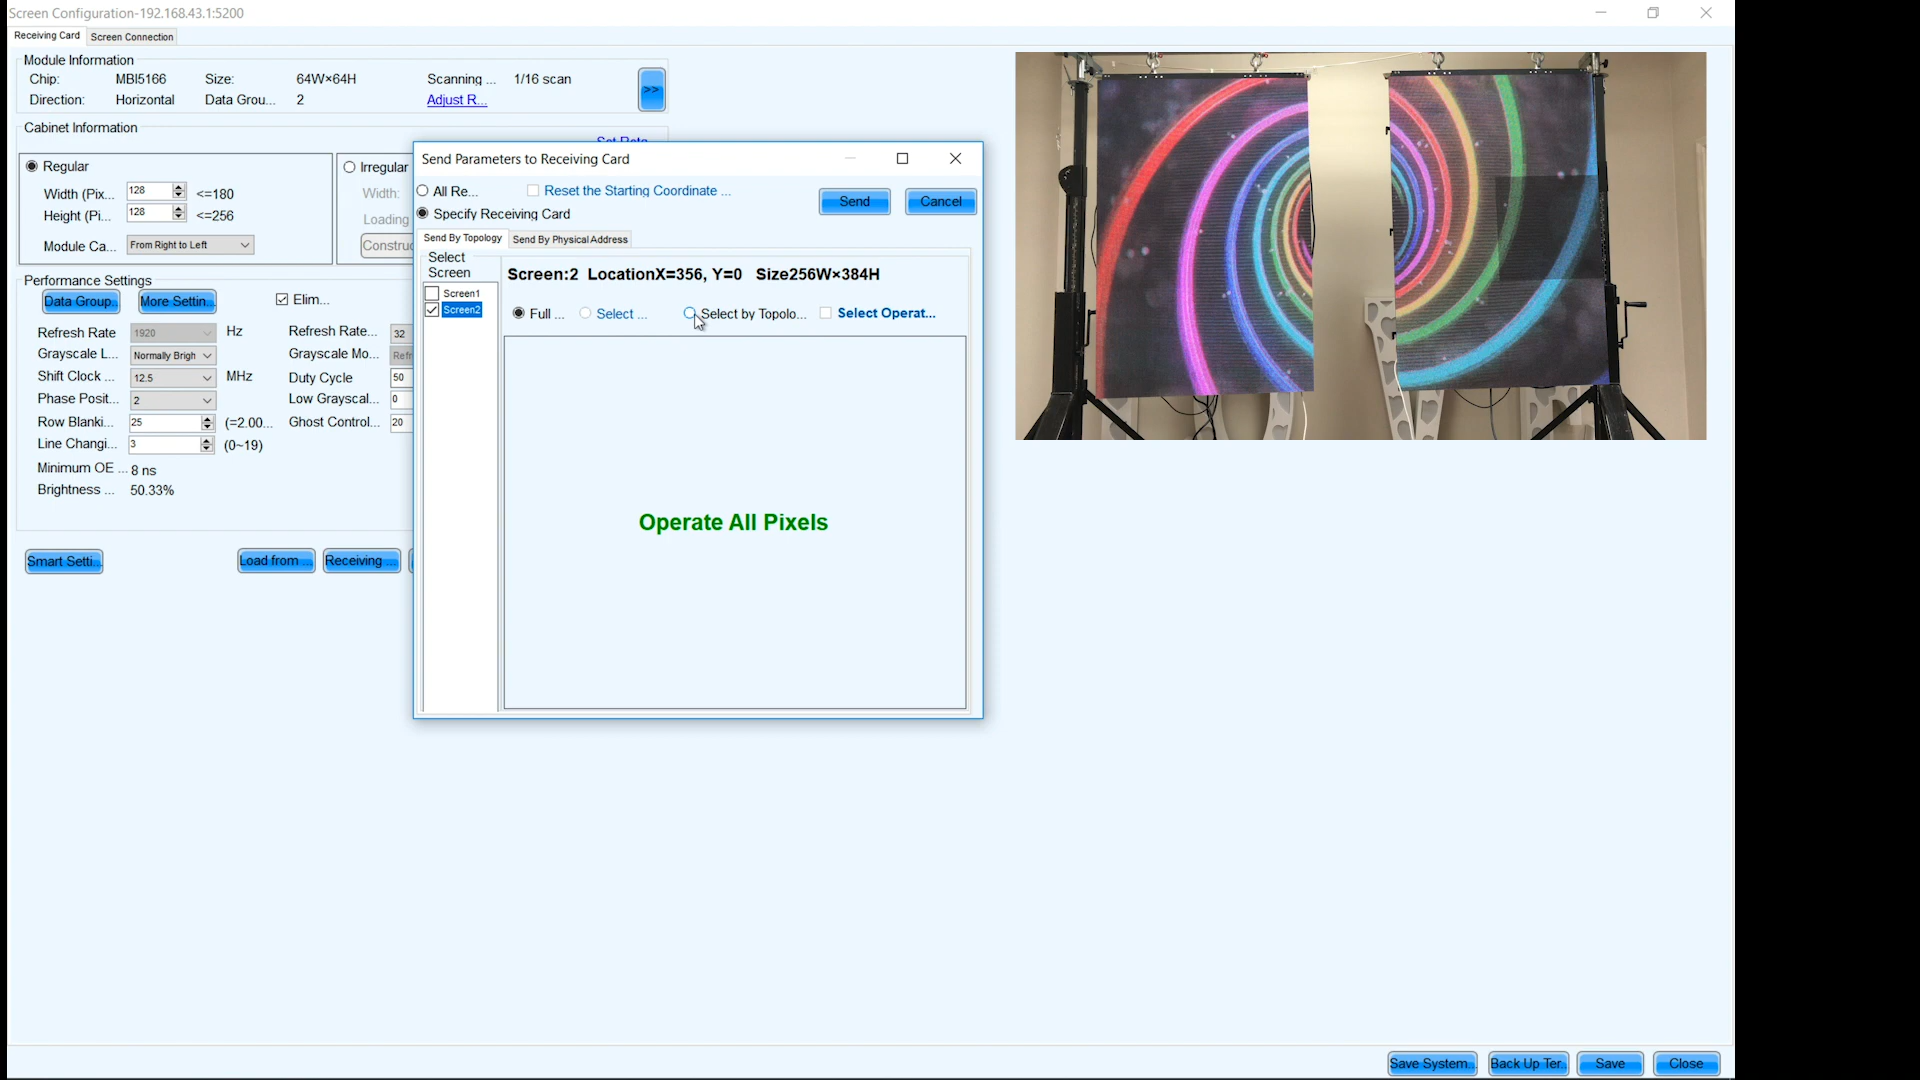 Screen Configuration-192.168.43.1:5200
Receiving Card Screen Connection
Module Information
Chip: MBI5166 Size: 64W×64H Scanning ... 1/16 scan
>>
Direction: Horizontal Data Grou... 2 Adjust R...
Cabinet Information
Regular
Width (Pix... 128 <=180
Height (Pi... 128 <=256
Module Ca... From Right to Left
Irregular
Width:
Loading
Construc
Performance Settings
Data Group. More Settin.. Elim...
Refresh Rate 1920 Hz Refresh Rate... 32
Grayscale L... Normally Brigh Grayscale Mo... Refr
Shift Clock ... 12.5 MHz Duty Cycle 50
Phase Posit... 2 Low Grayscal... 0
Row Blanki... 25 (=2.00... Ghost Control... 20
Line Changi... 3 (0~19)
Minimum OE ... 8 ns
Brightness ... 50.33%
Smart Setti.. Load from ... Receiving ...
Send Parameters to Receiving Card
All Re... Reset the Starting Coordinate ...
Specify Receiving Card
Send Cancel
Send By Topology Send By Physical Address
Select
Screen
Screen1
Screen2
Screen:2 LocationX=356, Y=0 Size256W×384H
Full ... Select ... Select by Topolo... Select Operat...
Operate All Pixels
Save System. Back Up Ter. Save Close